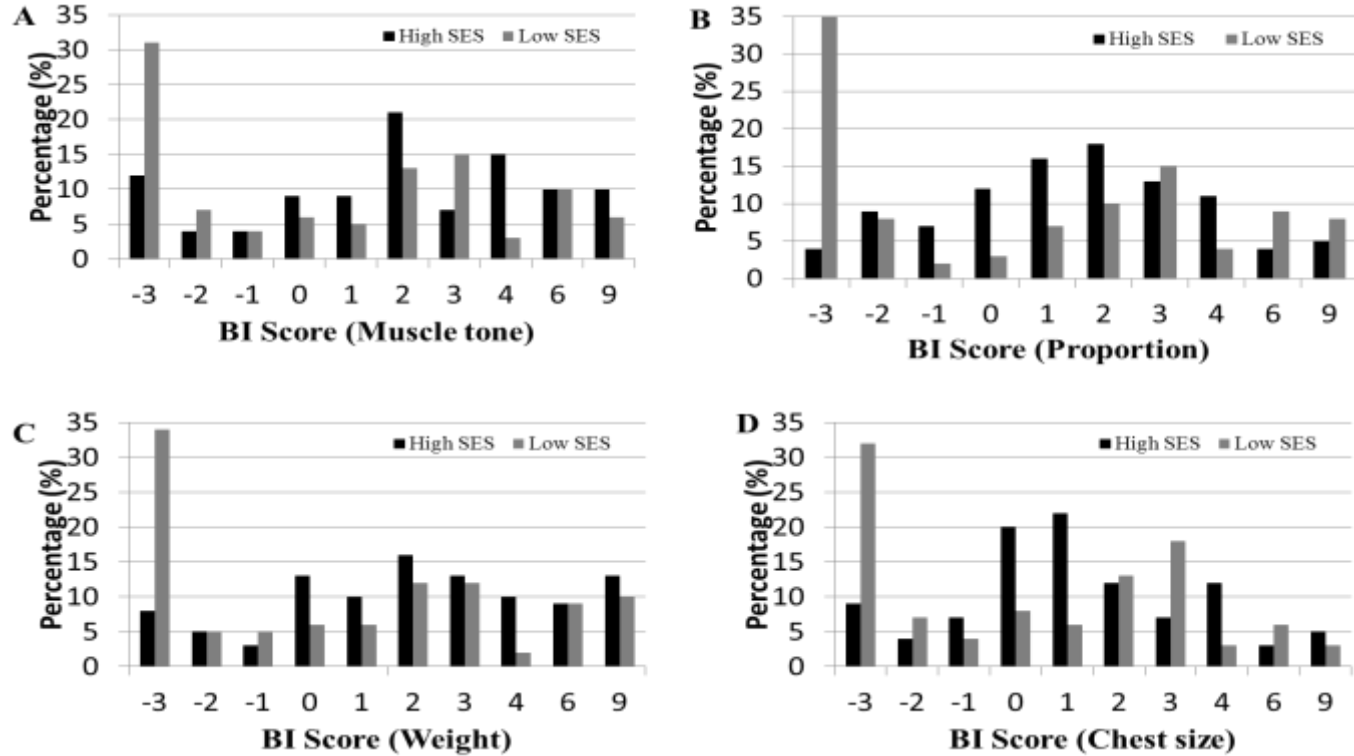 A
35
30
25
20
15
10
5
0
Percentage (%)
High SES Low SES
-3 -2 -1 0 1 2 3 4 6 9
BI Score (Muscle tone)
B
35
30
25
20
15
10
5
0
Percentage (%)
High SES Low SES
-3 -2 -1 0 1 2 3 4 6 9
BI Score (Proportion)
C
35
30
25
20
15
10
5
0
Percentage (%)
High SES Low SES
-3 -2 -1 0 1 2 3 4 6 9
BI Score (Weight)
D
35
30
25
20
15
10
5
0
Percentage (%)
High SES Low SES
-3 -2 -1 0 1 2 3 4 6 9
BI Score (Chest size)